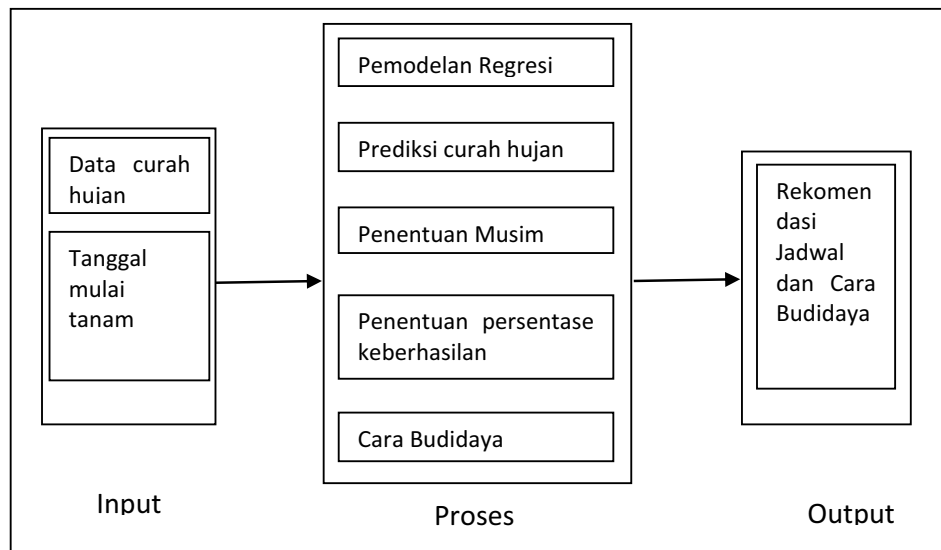 Data curah
hujan
Tanggal
mulai
tanam
Input
Pemodelan Regresi
Prediksi curah hujan
Penentuan Musim
Penentuan persentase
keberhasilan
Cara Budidaya
Proses
Rekomen
dasi
Jadwal
dan Cara
Budidaya
Output